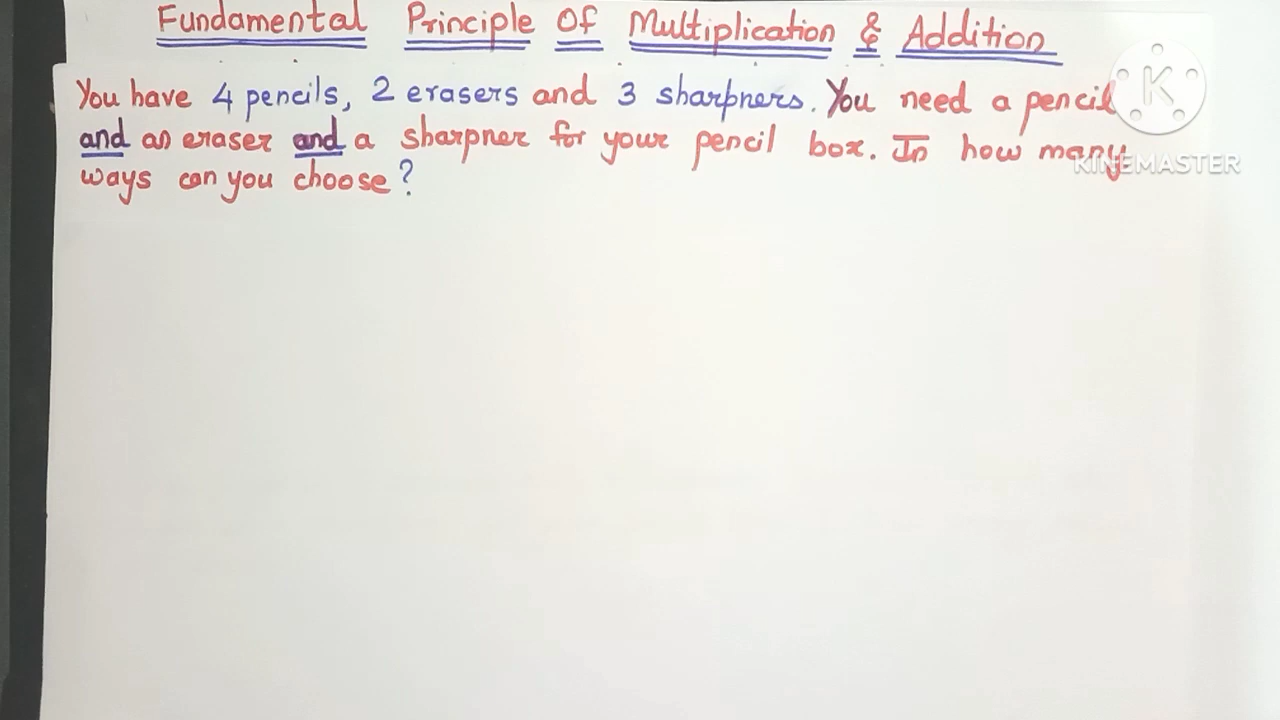 Fundamental Principle Of Multiplication & Addition
You have 4 pencils, 2 erasers and 3 sharpners. You need a pencil
and an eraser and a sharpner for your pencil box. In how many
ways can you choose?
K
KINEMASTER